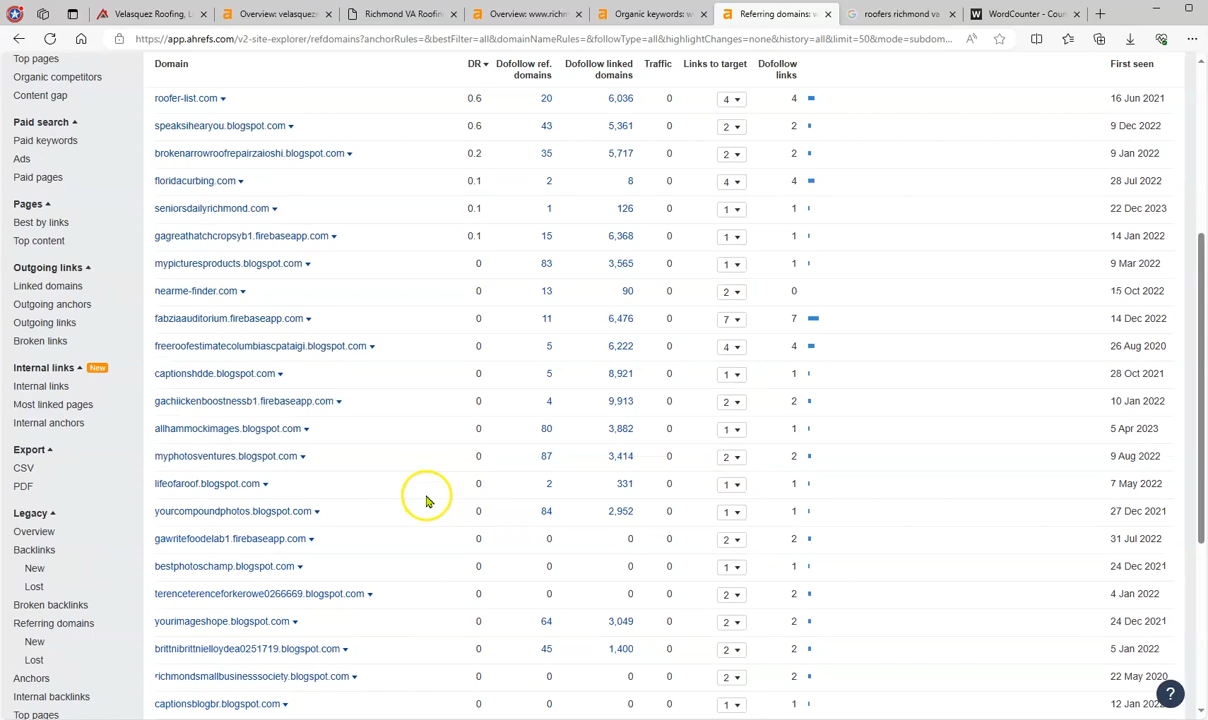 Velasquez Roofing, L
Overview: velasquez
Richmond VA Roofin
Overview: www.richm
Organic keywords: w
Referring domains: w
roofers richmond va
WordCounter - Coun
https://app.ahrefs.com/v2-site-explorer/refdomains?anchorRules=&bestFilter=all&domainNameRules=&followType=all&highlightChanges=none&history=all&limit=50&mode=subdom...
Top pages
Organic competitors
Content gap
Paid search
Paid keywords
Ads
Paid pages
Pages
Best by links
Top content
Outgoing links
Linked domains
Outgoing anchors
Outgoing links
Broken links
Internal links New
Internal links
Most linked pages
Internal anchors
Export
CSV
PDF
Legacy
Overview
Backlinks
New
Lost
Broken backlinks
Referring domains
New
Lost
Anchors
Internal backlinks
Top pages
Domain DR Dofollow ref. domains Dofollow linked domains Traffic Links to target Dofollow links First seen
roofer-list.com 0.6 20 6,036 0 4 4 16 Jun 2021
speaksihearyou.blogspot.com 0.6 43 5,361 0 2 2 9 Dec 2022
brokenarrowroofrepairzaioshi.blogspot.com 0.2 35 5,717 0 2 2 9 Jan 2022
floridacurbing.com 0.1 2 8 0 4 4 28 Jul 2022
seniorsdailyrichmond.com 0.1 1 126 0 1 1 22 Dec 2023
gagreathatchcropsyb1.firebaseapp.com 0.1 15 6,368 0 1 1 14 Jan 2022
mypicturesproducts.blogspot.com 0 83 3,565 0 1 1 9 Mar 2022
nearme-finder.com 0 13 90 0 2 0 15 Oct 2022
fabziaauditorium.firebaseapp.com 0 11 6,476 0 7 7 14 Dec 2022
freeroofestimatecolumbiascpataigi.blogspot.com 0 5 6,222 0 4 4 26 Aug 2020
captionshdde.blogspot.com 0 5 8,921 0 1 1 28 Oct 2021
gachiickenboostnessb1.firebaseapp.com 0 4 9,913 0 2 2 10 Jan 2022
allhammockimages.blogspot.com 0 80 3,882 0 1 1 5 Apr 2023
myphotosventures.blogspot.com 0 87 3,414 0 2 2 9 Aug 2022
lifeofaroof.blogspot.com 0 2 331 0 1 1 7 May 2022
yourcompoundphotos.blogspot.com 0 84 2,952 0 1 1 27 Dec 2021
gawritefoodelab1.firebaseapp.com 0 0 0 0 2 2 31 Jul 2022
bestphotoschamp.blogspot.com 0 0 0 0 1 1 24 Dec 2021
terenceterenceforkerowe0266669.blogspot.com 0 0 0 0 2 2 4 Jan 2022
yourimageshope.blogspot.com 0 64 3,049 0 2 2 24 Dec 2021
brittnibrittnielloydea0251719.blogspot.com 0 45 1,400 0 2 2 5 Jan 2022
richmondsmallbusinesssociety.blogspot.com 0 0 0 0 2 2 22 May 2020
captionsblogbr.blogspot.com 0 0 0 0 1 1 12 Jan 2022
?